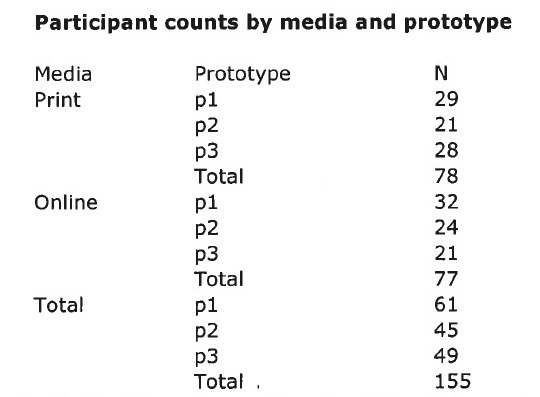 Participant counts by media and prototype
Media Prototype N
Print p1 29
p2 21
p3 28
Total 78
Online p1 32
p2 24
p3 21
Total 77
Total p1 61
p2 45
p3 49
Total . 155